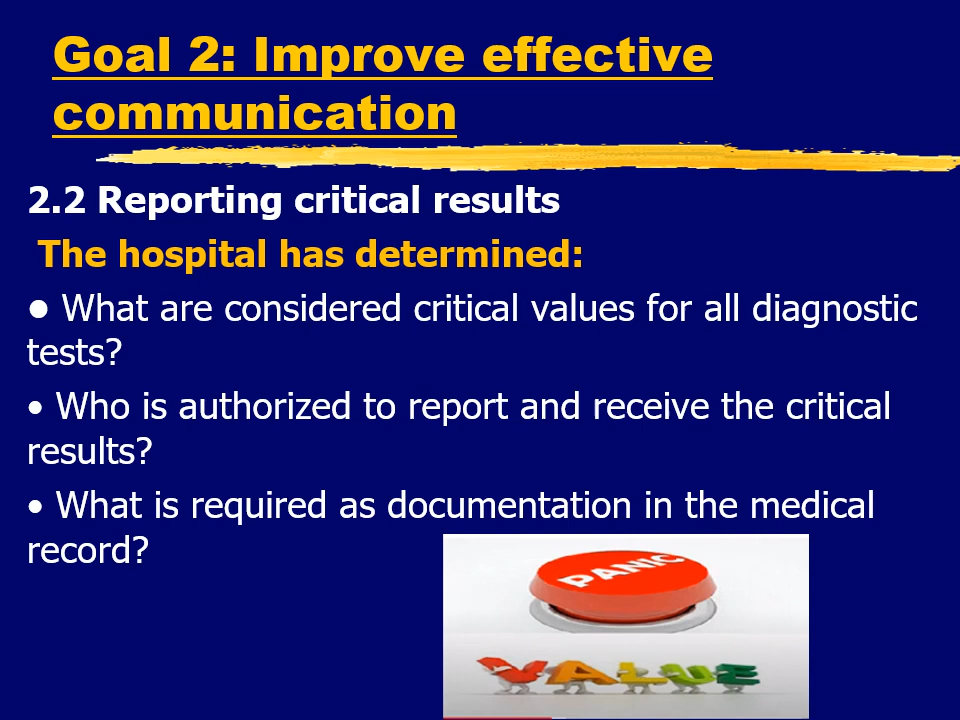 Goal 2: Improve effective
communication
2.2 Reporting critical results
The hospital has determined:
• What are considered critical values for all diagnostic
tests?
• Who is authorized to report and receive the critical
results?
• What is required as documentation in the medical
record?
PANIC
VALUE